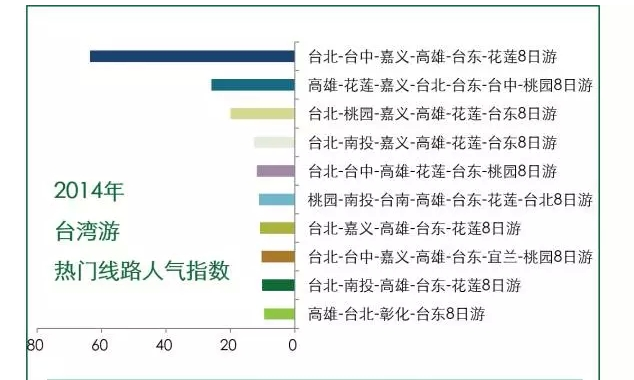 台北-台中-嘉义-高雄-台东-花莲8日游
高雄-花莲-嘉义-台北-台东-台中-桃园8日游
台北-桃园-嘉义-高雄-花莲-台东8日游
台北-南投-嘉义-高雄-花莲-台东8日游
台北-台中-高雄-花莲-台东-桃园8日游
桃园-南投-台南-高雄-台东-花莲-台北8日游
台北-嘉义-高雄-台东-花莲8日游
台北-台中-嘉义-高雄-台东-宜兰-桃园8日游
台北-南投-高雄-台东-花莲8日游
高雄-台北-彰化-台东8日游
2014年
台湾游
热门线路人气指数
80 60 40 20 0